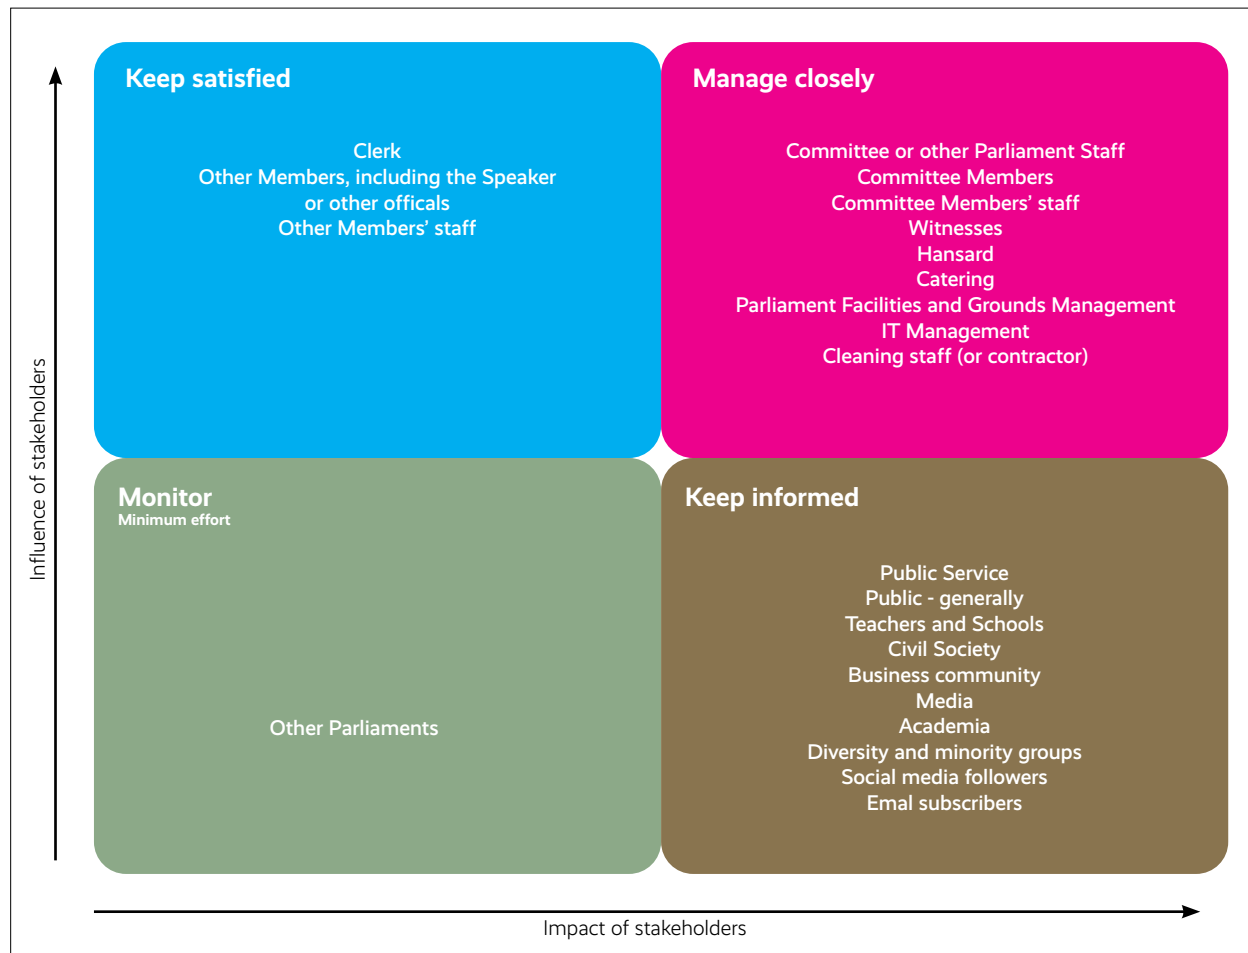 Keep satisfied
Clerk
Other Members, including the Speaker
or other officals
Other Members’ staff
Manage closely
Committee or other Parliament Staff
Committee Members
Committee Members’ staff
Witnesses
Hansard
Catering
Parliament Facilities and Grounds Management
IT Management
Cleaning staff (or contractor)
Influence of stakeholders
Monitor
Minimum effort
Other Parliaments
Keep informed
Public Service
Public - generally
Teachers and Schools
Civil Society
Business community
Media
Academia
Diversity and minority groups
Social media followers
Emal subscribers
Impact of stakeholders